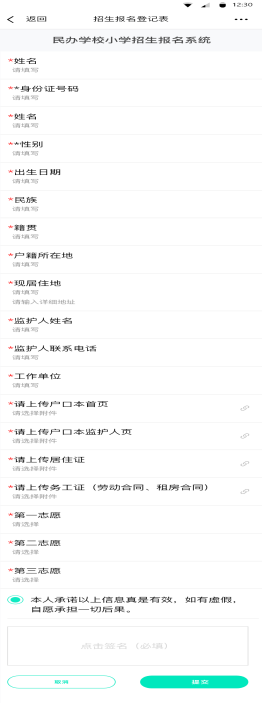 12:30
返回 招生报名登记表
民办学校小学招生报名系统
*姓名
请填写
**身份证号码
请填写
*姓名
请填写
**性别
请填写
*出生日期
请填写
*民族
请填写
*籍贯
请填写
*户籍所在地
请填写
*现居住地
请填写
请输入详细地址
*监护人姓名
请填写
*监护人联系电话
请填写
*工作单位
请填写
*请上传户口本首页
请选择附件
*请上传户口本监护人页
请选择附件
*请上传居住证
请选择附件
*请上传务工证（劳动合同、租房合同）
请选择附件
*第一志愿
请选择
*第二志愿
请选择
*第三志愿
请选择
本人承诺以上信息真是有效，如有虚假，
自愿承担一切后果。
点击签名（必填）
取消 提交